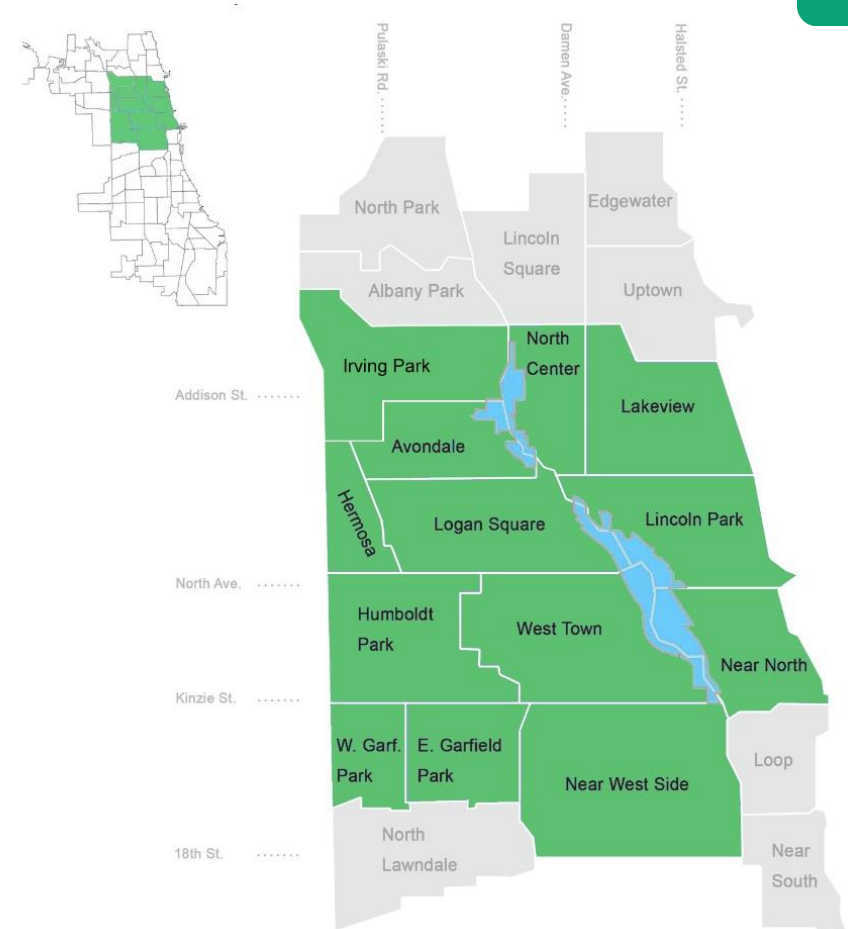 Pulaski Rd.
Damen Ave.
Halsted St.
North Park
Edgewater
Lincoln
Square
Albany Park
Uptown
North
Center
Irving Park
Addison St.
Lakeview
Avondale
Hermosa
Logan Square
Lincoln Park
North Ave.
Humboldt
Park
West Town
Near North
Kinzie St.
W. Garf.
Park
E. Garfield
Park
Near West Side
Loop
18th St.
North
Lawndale
Near
South